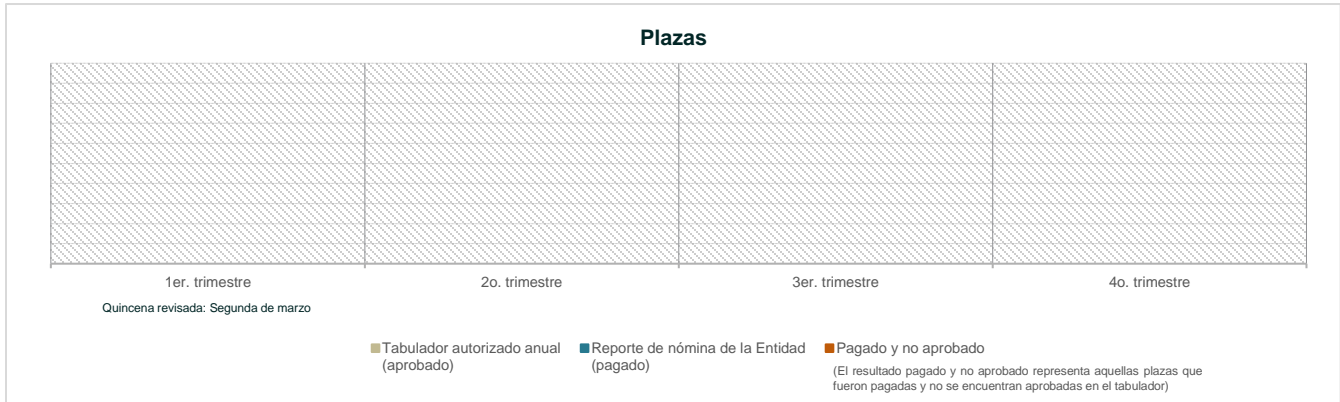 Plazas
1er. trimestre
2o. trimestre
3er. trimestre
4o. trimestre
Quincena revisada: Segunda de marzo
Tabulador autorizado anual
(aprobado)
Reporte de nómina de la Entidad
(pagado)
Pagado y no aprobado
(El resultado pagado y no aprobado representa aquellas plazas que
fueron pagadas y no se encuentran aprobadas en el tabulador)